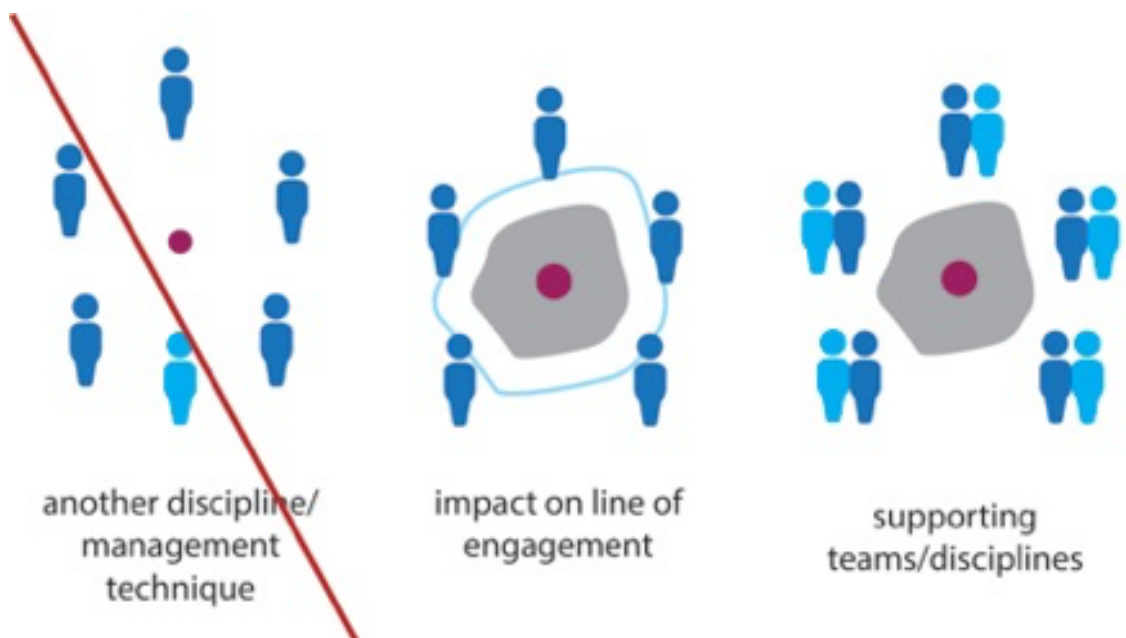 another discipline/
management
technique
impact on line of
engagement
supporting
teams/disciplines